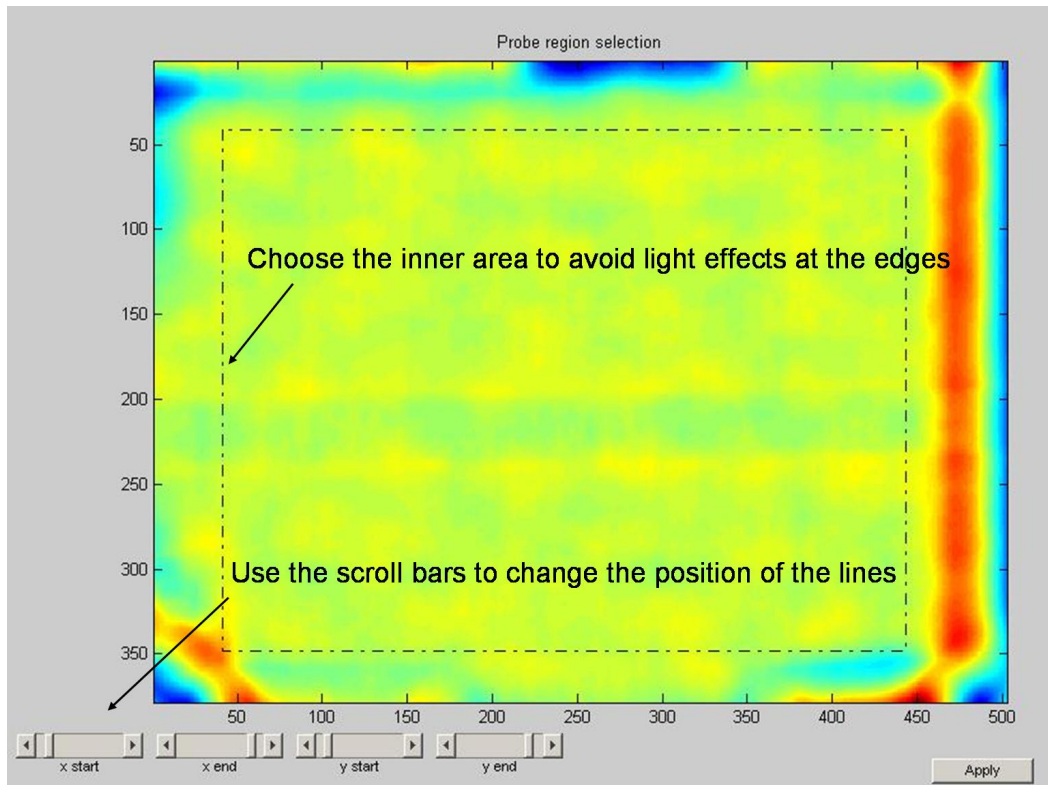 Probe region selection
50
100
150
200
250
300
350
Choose the inner area to avoid light effects at the edges
Use the scroll bars to change the position of the lines
50 100 150 200 250 300 350 400 450 500
x start x end y start y end
Apply